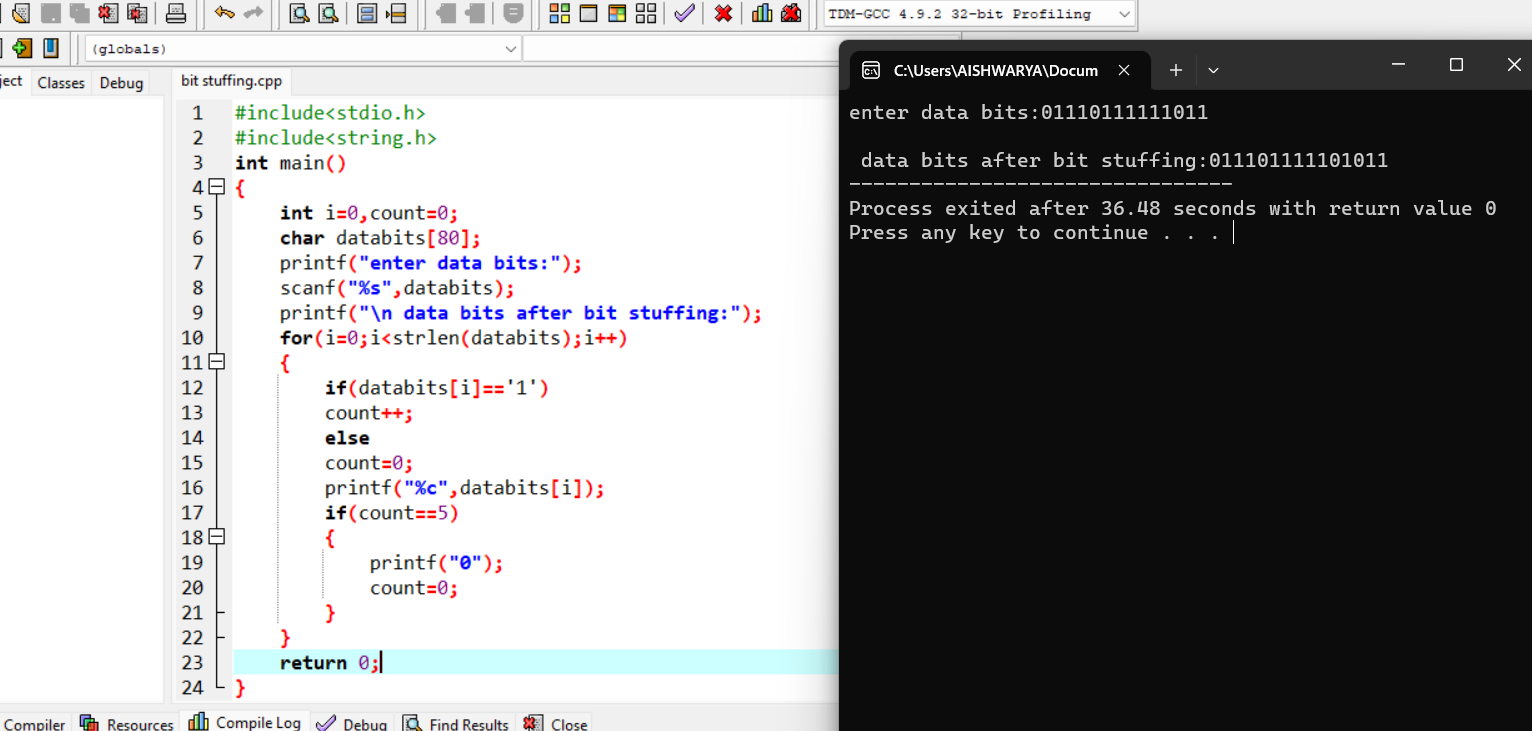 TDM-GCC 4.9.2 32-bit Profiling
(globals)
ject Classes Debug
bit stuffing.cpp
1 #include<stdio.h>
2 #include<string.h>
3 int main()
4 {
5 int i=0,count=0;
6 char databits[80];
7 printf("enter data bits:");
8 scanf("%s",databits);
9 printf("\n data bits after bit stuffing:");
10 for(i=0;i<strlen(databits);i++)
11 {
12 if(databits[i]=='1')
13 count++;
14 else
15 count=0;
16 printf("%c",databits[i]);
17 if(count==5)
18 {
19 printf("0");
20 count=0;
21 }
22 }
23 return 0;
24 }
Compiler Resources Compile Log Debug Find Results Close
C:\Users\AISHWARYA\Docum
enter data bits:01110111111011
data bits after bit stuffing:011101111101011
--------------------------------
Process exited after 36.48 seconds with return value 0
Press any key to continue . . .